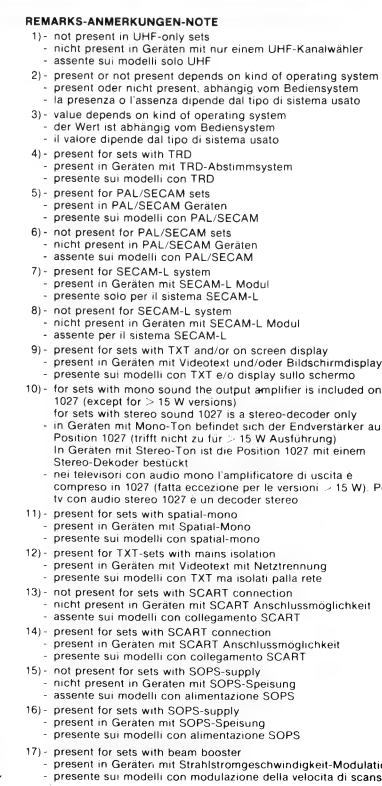 REMARKS-ANMERKUNGEN-NOTE
1) - not present in UHF-only sets
- nicht present in Geräten mit nur einem UHF-Kanalwähler
- assente sui modelli solo UHF
2) - present or not present depends on kind of operating system
- present oder nicht present, abhängig vom Bediensystem
- la presenza o l'assenza dipende dal tipo di sistema usato
3) - value depends on kind of operating system
- der Wert ist abhängig vom Bediensystem
- il valore dipende dal tipo di sistema usato
4) - present for sets with TRD
- present in Geräten mit TRD-Abstimmsystem
- presente sui modelli con TRD
5) - present for PAL/SECAM sets
- present in PAL/SECAM Geräten
- presente sui modelli con PAL/SECAM
6) - not present for PAL/SECAM sets
- nicht present in PAL/SECAM Geräten
- assente sui modelli con PAL/SECAM
7) - present for SECAM-L system
- present in Geräten mit SECAM-L Modul
- presente solo per il sistema SECAM-L
8) - not present for SECAM-L system
- nicht present in Geräten mit SECAM-L Modul
- assente per il sistema SECAM-L
9) - present for sets with TXT and/or on screen display
- present in Geräten mit Videotext und/oder Bildschirmdisplay
- presente sui modelli con TXT e/o display sullo schermo
10) - for sets with mono sound the output amplifier is included on
1027 (except for > 15 W versions)
for sets with stereo sound 1027 is a stereo-decoder only
- in Geräten mit Mono-Ton befindet sich der Endverstärker au
Position 1027 (trifft nicht zu für > 15 W Ausführung)
In Geräten mit Stereo-Ton ist die Position 1027 mit einem
Stereo-Dekoder bestückt
- nei televisori con audio mono l'amplificatore di uscita è
compreso in 1027 (fatta eccezione per le versioni > 15 W). P
tv con audio stereo 1027 è un decoder stereo
11) - present for sets with spatial-mono
- present in Geräten mit Spatial-Mono
- presente sui modelli con spatial-mono
12) - present for TXT-sets with mains isolation
- present in Geräten mit Videotext mit Netztrennung
- presente sui modelli con TXT ma isolati palla rete
13) - not present for sets with SCART connection
- nicht present in Geräten mit SCART Anschlussmöglichkeit
- assente sui modelli con collegamento SCART
14) - present for sets with SCART connection
- present in Geräten mit SCART Anschlussmöglichkeit
- presente sui modelli con collegamento SCART
15) - not present for sets with SOPS-supply
- nicht present in Geräten mit SOPS-Speisung
- assente sui modelli con alimentazione SOPS
16) - present for sets with SOPS-supply
- present in Geräten mit SOPS-Speisung
- presente sui modelli con alimentazione SOPS
17) - present for sets with beam booster
- present in Geräten mit Strahlstromgeschwindigkeit-Modulati
- presente sui modelli con modulazione della velocita di scans